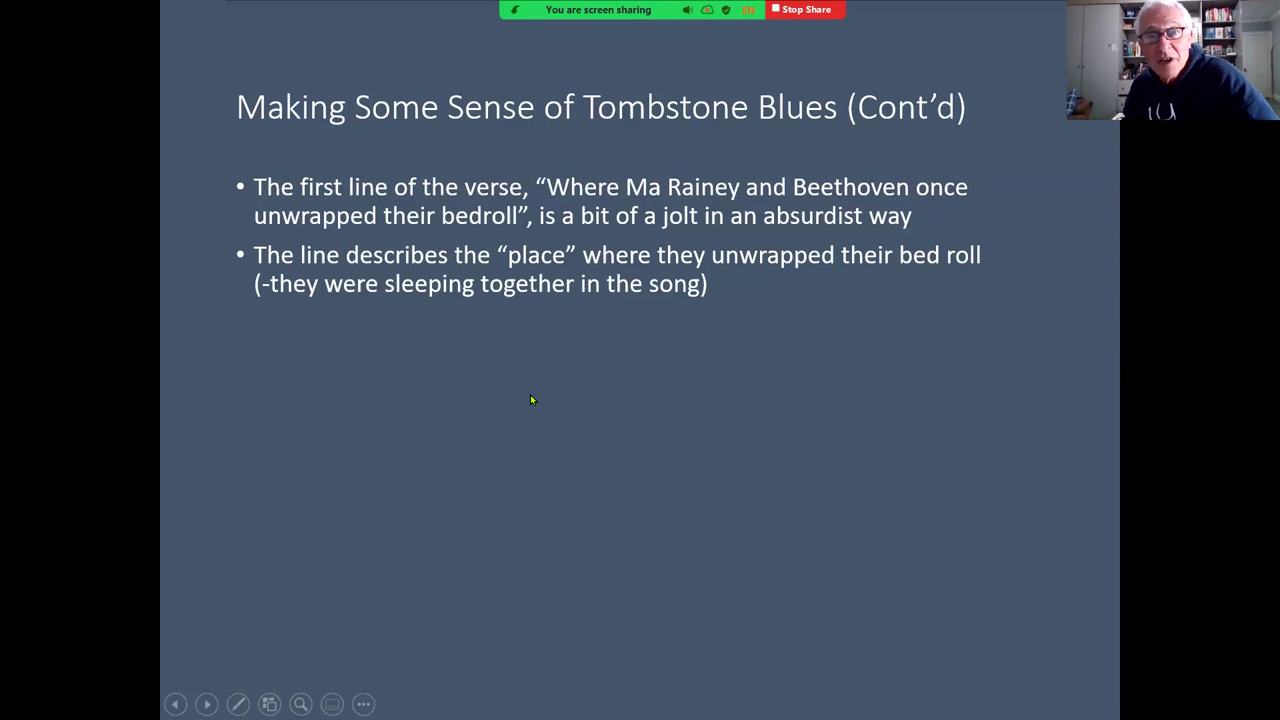 You are screen sharing
EN
Stop Share
Making Some Sense of Tombstone Blues (Cont’d)
• The first line of the verse, “Where Ma Rainey and Beethoven once
unwrapped their bedroll”, is a bit of a jolt in an absurdist way
• The line describes the “place” where they unwrapped their bed roll
(-they were sleeping together in the song)